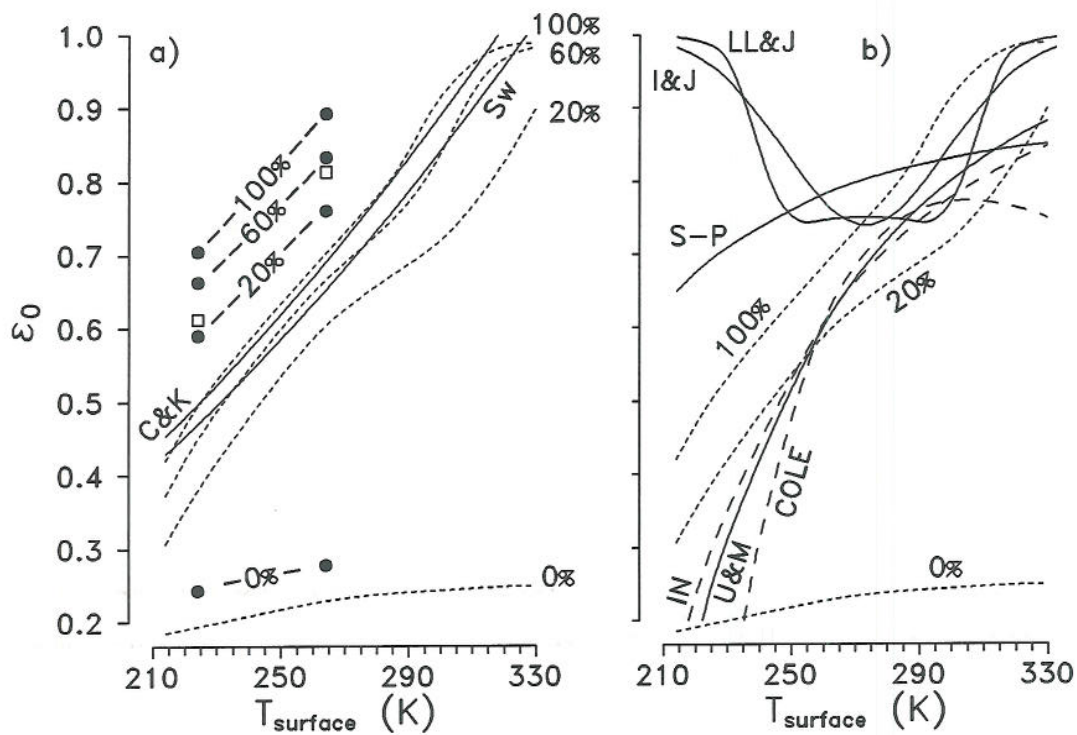 a)
100%
60%
20%
Sw
100%
60%
20%
C&K
0%
0%
1.0
0.9
0.8
0.7
0.6
0.5
0.4
0.3
0.2
ε0
210
250
290
330
Tsurface (K)
b)
LL&J
I&J
S-P
100%
20%
COLE
U&M
IN
0%
210
250
290
330
Tsurface (K)